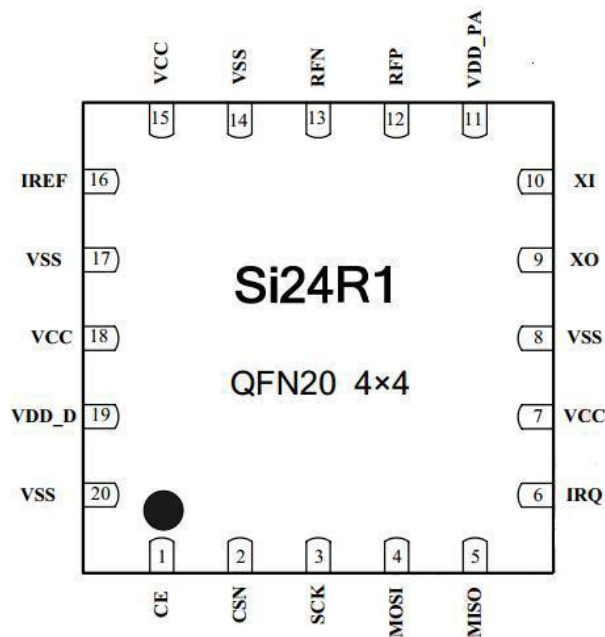 VCC VSS RFN RFP VDD_PA
15 14 13 12 11
IREF 16 10 XI
VSS 17 9 XO
Si24R1
VCC 18 8 VSS
QFN20 4×4
VDD_D 19 7 VCC
VSS 20 6 IRQ
1 2 3 4 5
CE CSN SCK MOSI MISO